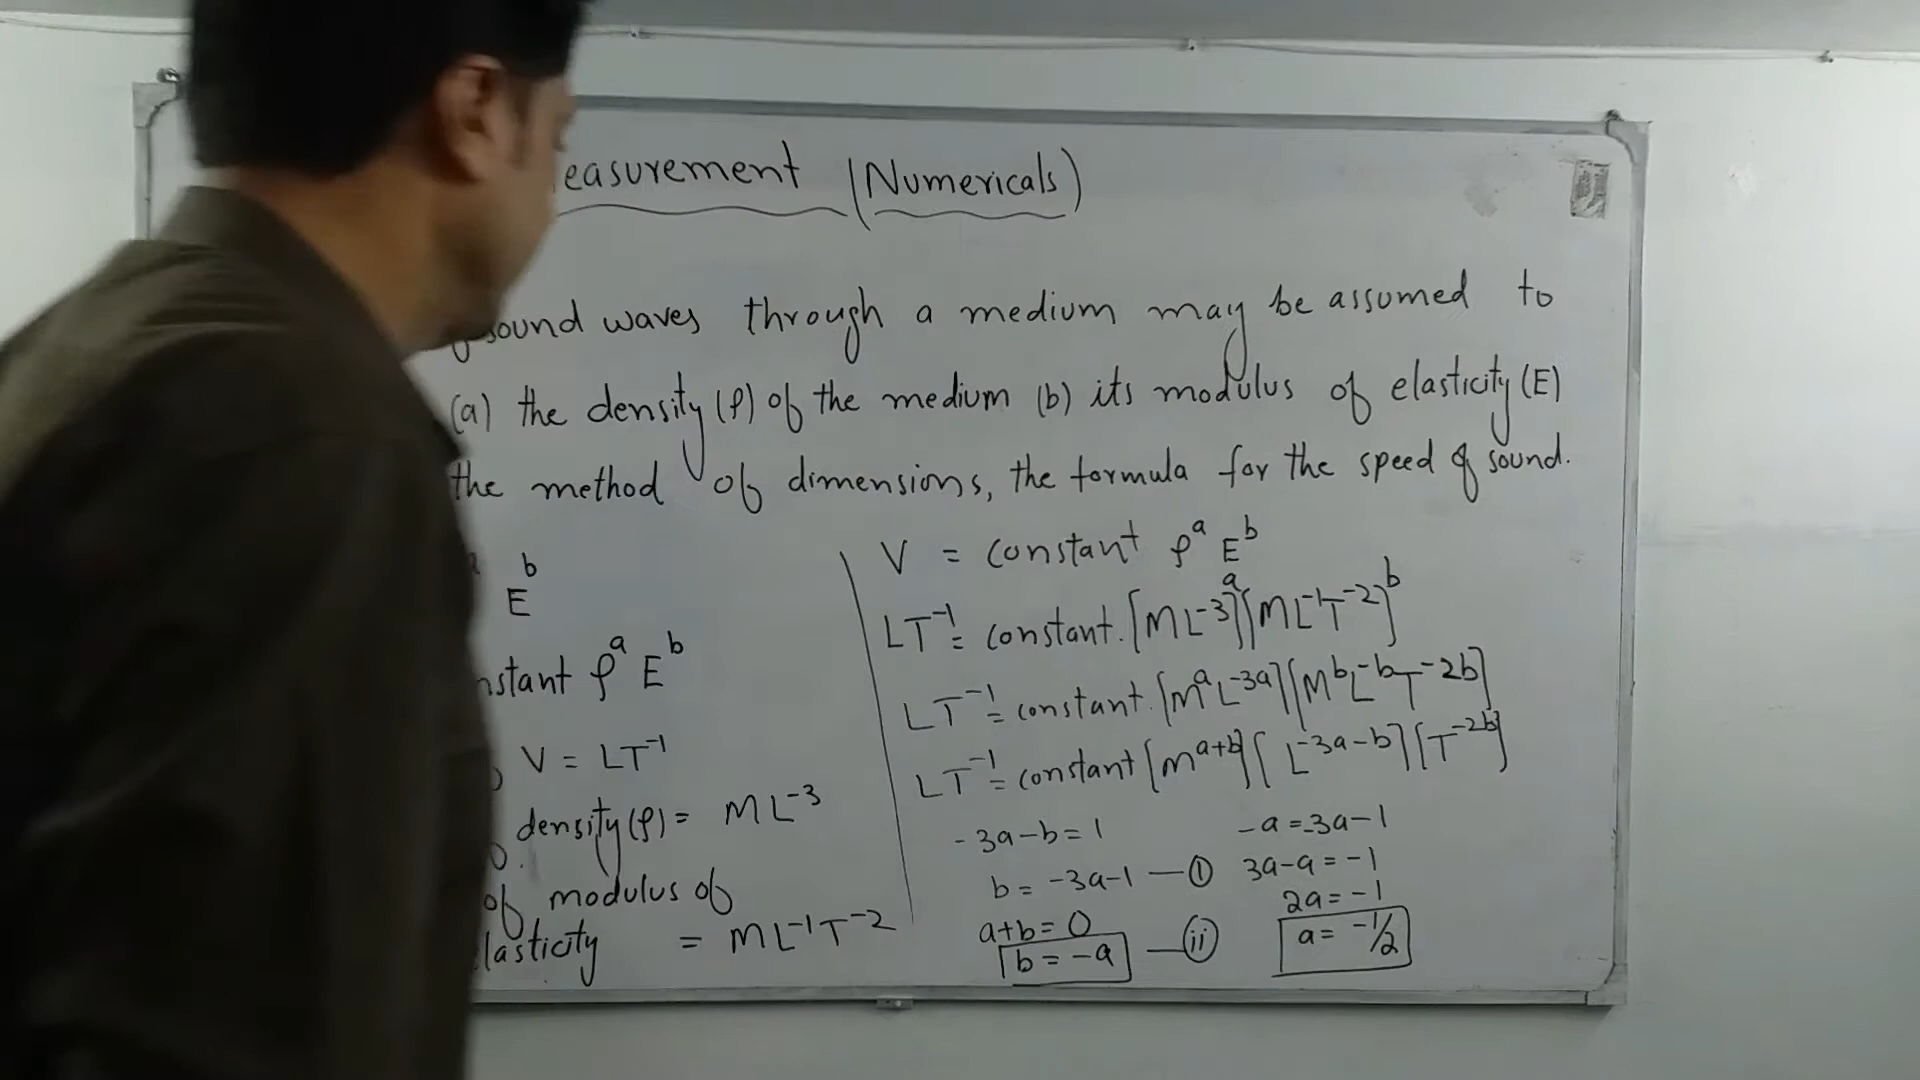 easurement (Numericals)
sound waves through a medium may be assumed to
(a) the density (ρ) of the medium (b) its modulus of elasticity (E)
the method of dimensions, the formula for the speed of sound.
E^b
nstant ρ^a E^b
V = LT^-1
density (ρ) = ML^-3
of modulus of
lasticity = ML^-1T^-2
V = constant ρ^a E^b
LT^-1 = constant. [ML^-3]^a [ML^-1T^-2]^b
LT^-1 = constant. [M^aL^-3a] [M^bL^-bT^-2b]
LT^-1 = constant [M^a+b] [L^-3a-b] [T^-2b]
-3a-b=1
b = -3a-1 — ①
a+b=0
b = -a — (ii)
-a=-3a-1
3a-a=-1
2a=-1
a= -1/2